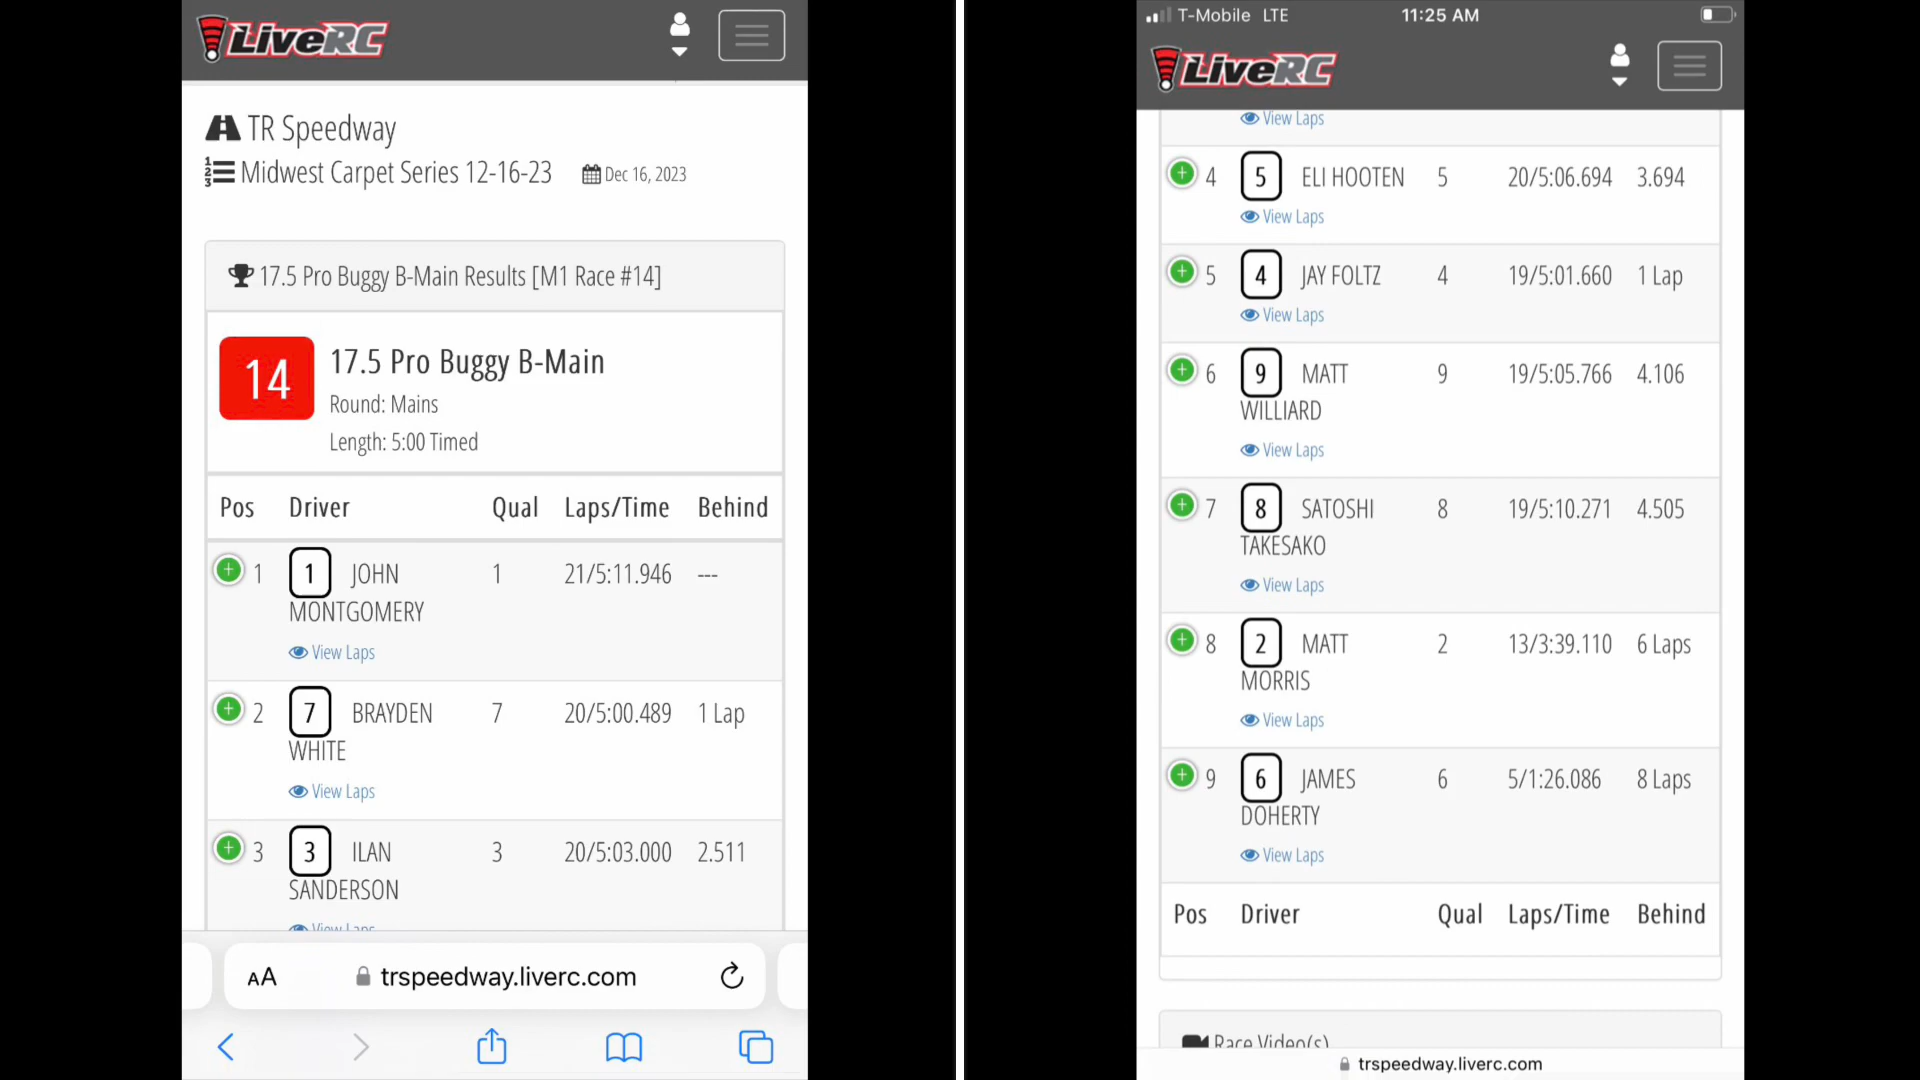 LiveRC
TR Speedway
Midwest Carpet Series 12-16-23 Dec 16, 2023
17.5 Pro Buggy B-Main Results [M1 Race #14]
14 17.5 Pro Buggy B-Main
Round: Mains
Length: 5:00 Timed
Pos Driver Qual Laps/Time Behind
1 1 JOHN 1 21/5:11.946 ---
MONTGOMERY
View Laps
2 7 BRAYDEN 7 20/5:00.489 1 Lap
WHITE
View Laps
3 3 ILAN 3 20/5:03.000 2.511
SANDERSON
View Laps
AA trspeedway.liverc.com
T-Mobile LTE 11:25 AM
LiveRC
View Laps
4 5 ELI HOOTEN 5 20/5:06.694 3.694
View Laps
5 4 JAY FOLTZ 4 19/5:01.660 1 Lap
View Laps
6 9 MATT 9 19/5:05.766 4.106
WILLIARD
View Laps
7 8 SATOSHI 8 19/5:10.271 4.505
TAKESAKO
View Laps
8 2 MATT 2 13/3:39.110 6 Laps
MORRIS
View Laps
9 6 JAMES 6 5/1:26.086 8 Laps
DOHERTY
View Laps
Pos Driver Qual Laps/Time Behind
Race Video(s)
trspeedway.liverc.com